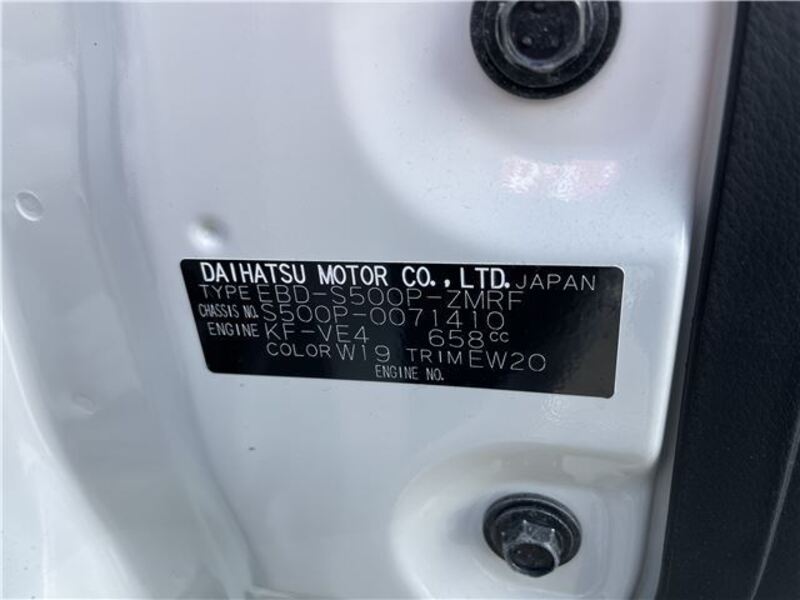 DAIHATSU MOTOR CO.,LTD. JAPAN
TYPE EBD-S500P-ZMRF
CHASSIS NO. S500P-0071410
ENGINE KF-VE4 658cc
COLOR W19 TRIM EW20
ENGINE NO.